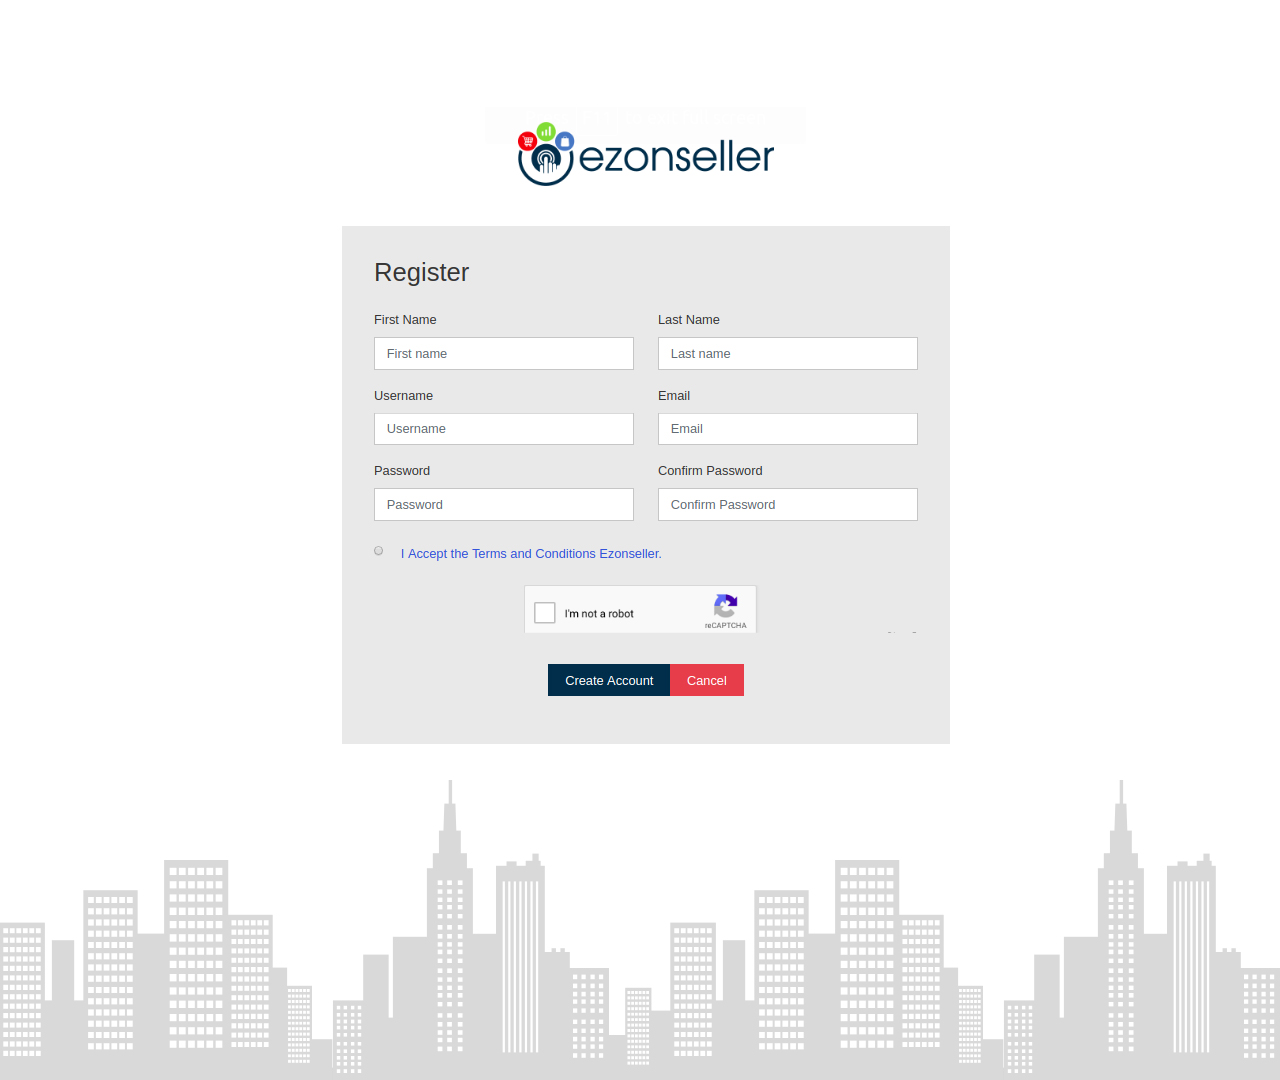 ezonseller
Register
First Name
Last Name
First name
Last name
Username
Email
Username
Email
Password
Confirm Password
Password
Confirm Password
I Accept the Terms and Conditions Ezonseller.
I'm not a robot
reCAPTCHA
Create Account
Cancel